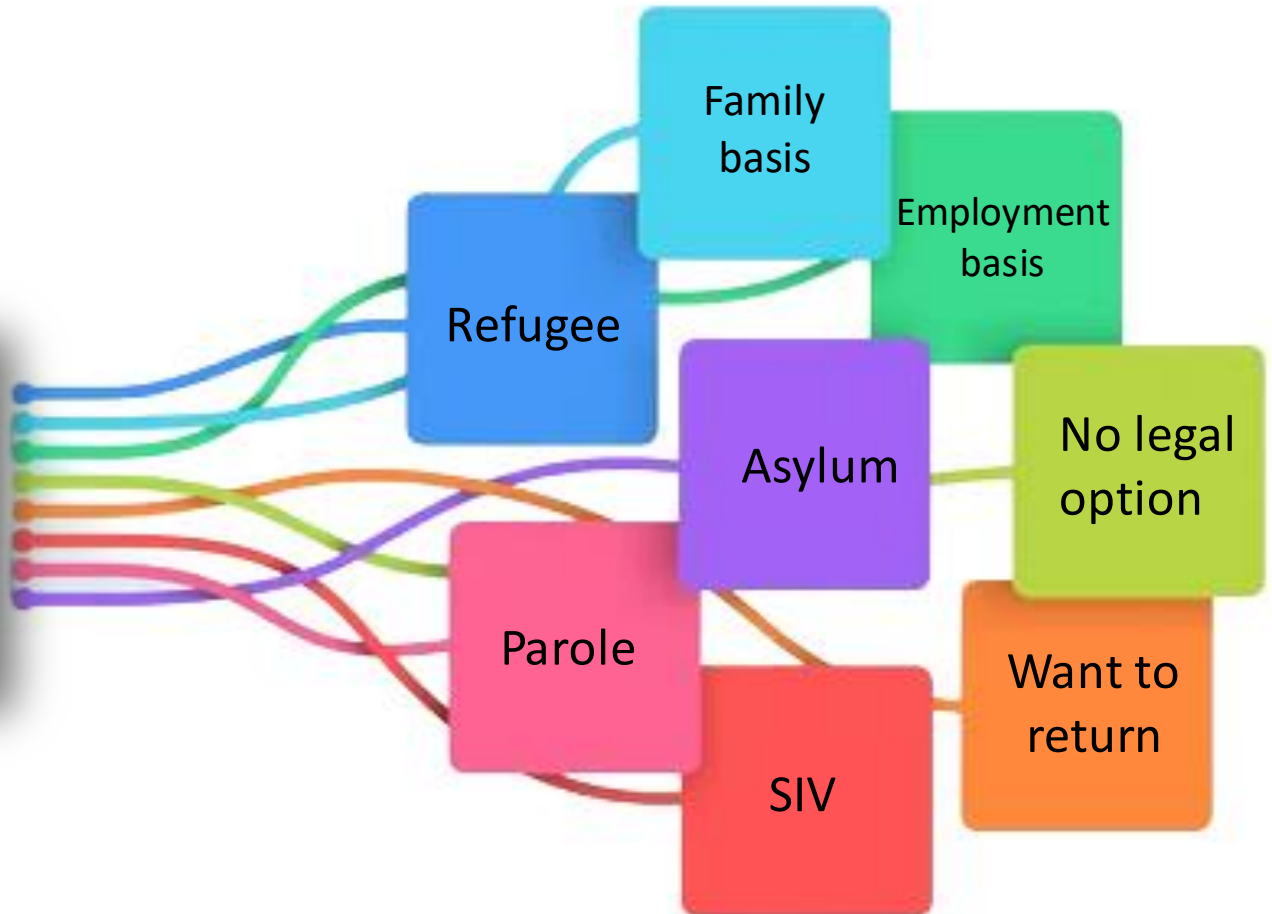 Family
basis
Employment
basis
Refugee
Asylum
No legal
option
Parole
Want to
return
SIV